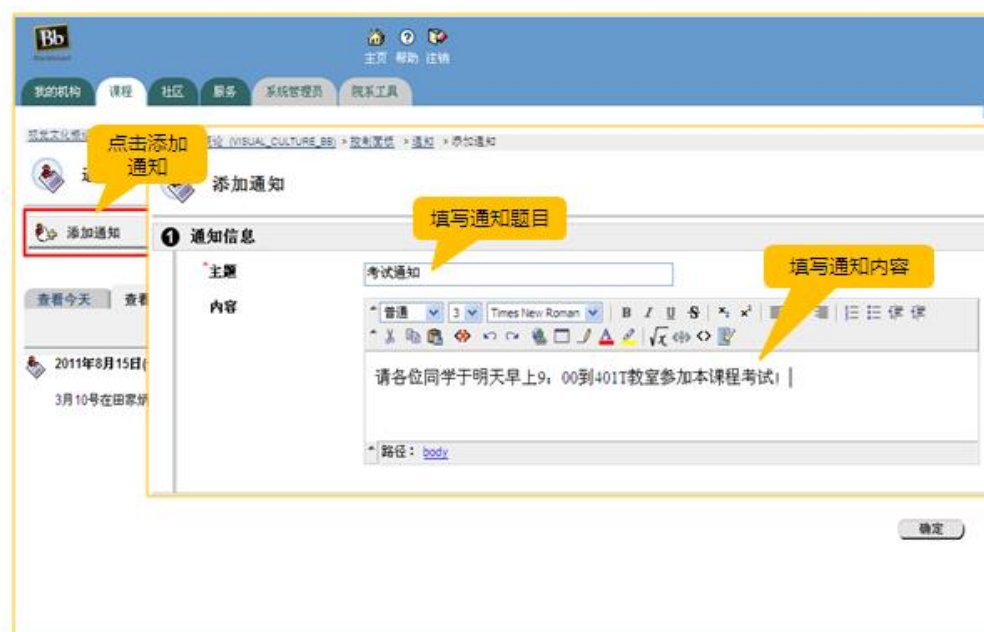 Bb
主页 帮助 注销
我的机构 课程 社区 服务 系统管理员 院系工具
(VISUAL_CULTURE_BB) > 控制面板 > 通知 > 添加通知
点击添加
通知
添加通知
添加通知
填写通知题目
1 通知信息
*主题
考试通知
填写通知内容
内容
普通 3 Times New Roman B I U S
请各位同学于明天早上9：00到401T教室参加本课程考试！
路径： body
查看今天 查看
2011年8月15日(
3月10号在田家炳
确定